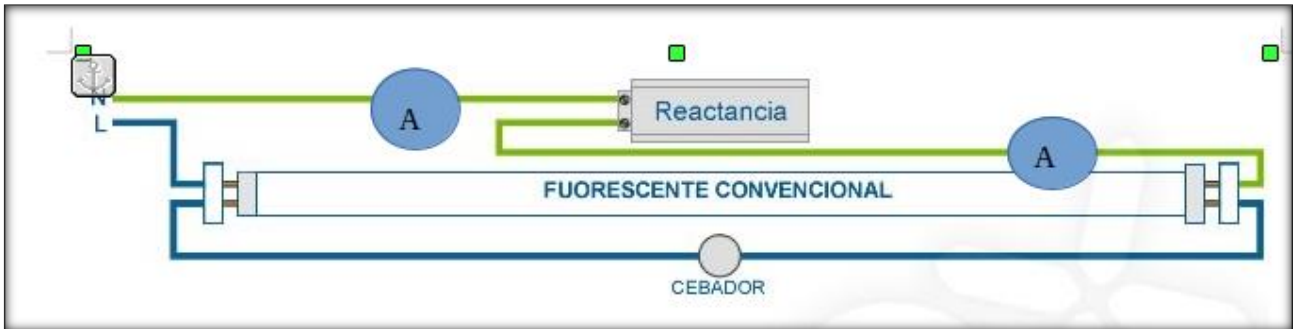 N
A
Reactancia
L
A
FUORESCENTE CONVENCIONAL
CEBADOR